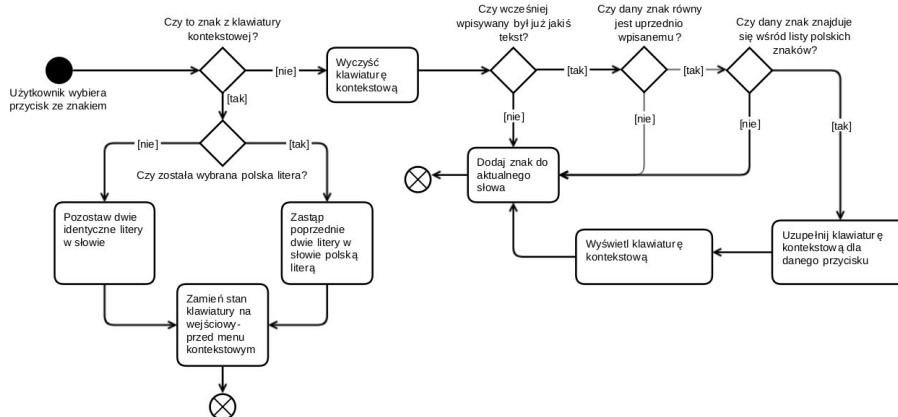 Czy to znak z klawiatury
kontekstowej?
Czy wcześniej
wpisywany był już jakiś
tekst?
Czy dany znak równy
jest uprzednio
wpisanemu?
Czy dany znak znajduje
się wśród listy polskich
znaków?
Użytkownik wybiera
przycisk ze znakiem
[nie]
Wyczyść
klawiaturę
kontekstową
[tak]
[tak]
[tak]
[nie]
[nie]
[nie]
[tak]
[nie]
[tak]
Czy została wybrana polska litera?
Dodaj znak do
aktualnego
słowa
Pozostaw dwie
identyczne litery
w słowie
Zastąp
poprzednie
dwie litery w
słowie polską
literą
Wyświetl klawiaturę
kontekstową
Uzupełnij klawiaturę
kontekstową dla
danego przycisku
Zamień stan
klawiatury na
wejściowy-
przed menu
kontekstowym